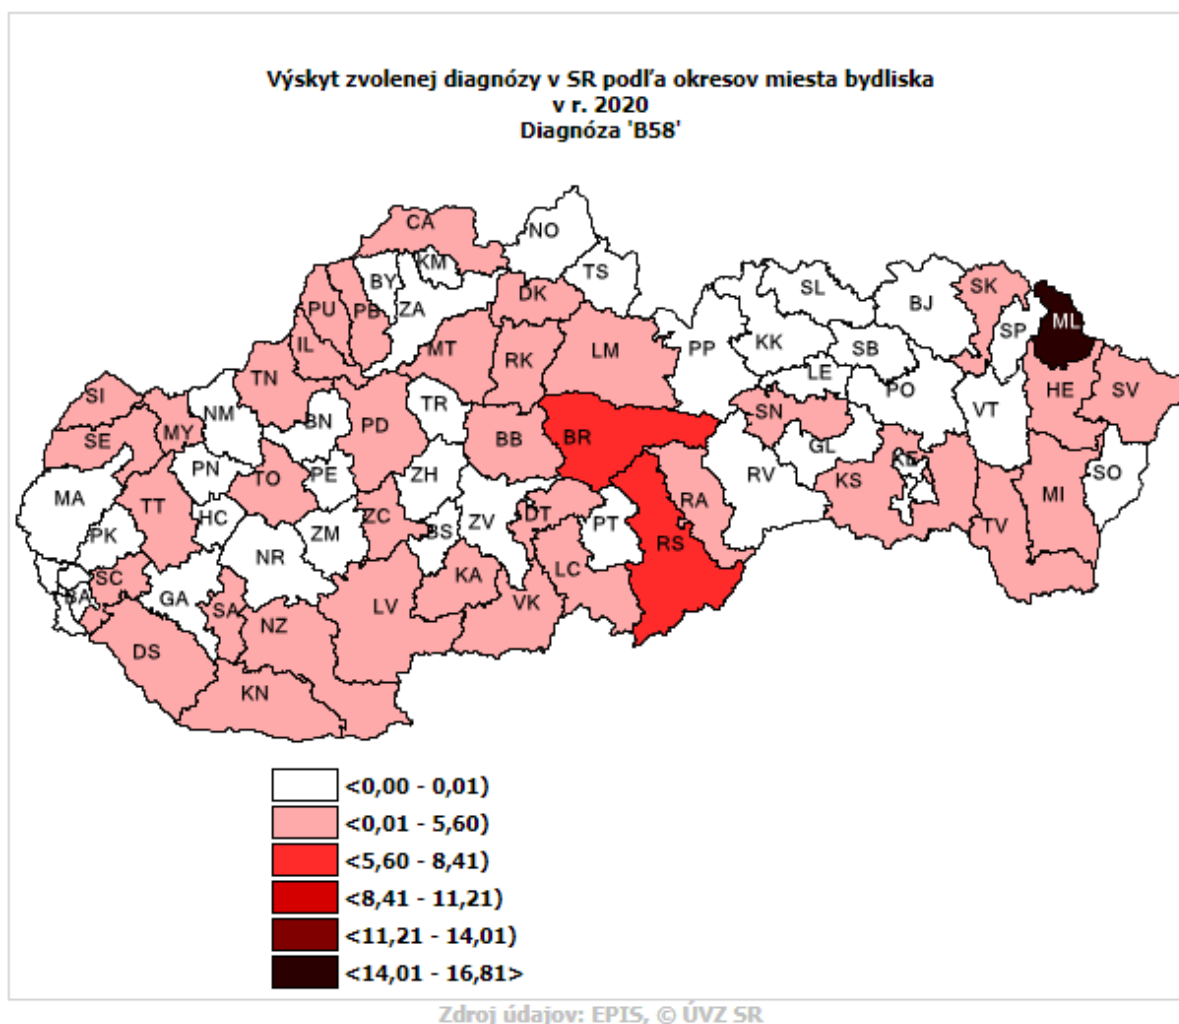 Výskyt zvolenej diagnózy v SR podľa okresov miesta bydliska
v r. 2020
Diagnóza 'B58'
CA
NO
KM
TS
BY
ZA
DK
PU
PB
SL
SK
BJ
SP
ML
IL
MT
RK
LM
PP
KK
SB
TN
LE
PO
HE
SV
SI
NM
TR
SN
VT
SE
MY
BN
PD
BB
BR
GL
PN
TO
PE
ZH
RV
KS
KE
SO
MA
TT
HC
ZC
ZV
DT
PT
RA
MI
PK
NR
ZM
BS
RS
TV
SC
BA
GA
SA
NZ
LV
KA
VK
LC
DS
KN
<0,00 - 0,01)
<0,01 - 5,60)
<5,60 - 8,41)
<8,41 - 11,21)
<11,21 - 14,01)
<14,01 - 16,81>
Zdroj údajov: EPIS, © ÚVZ SR